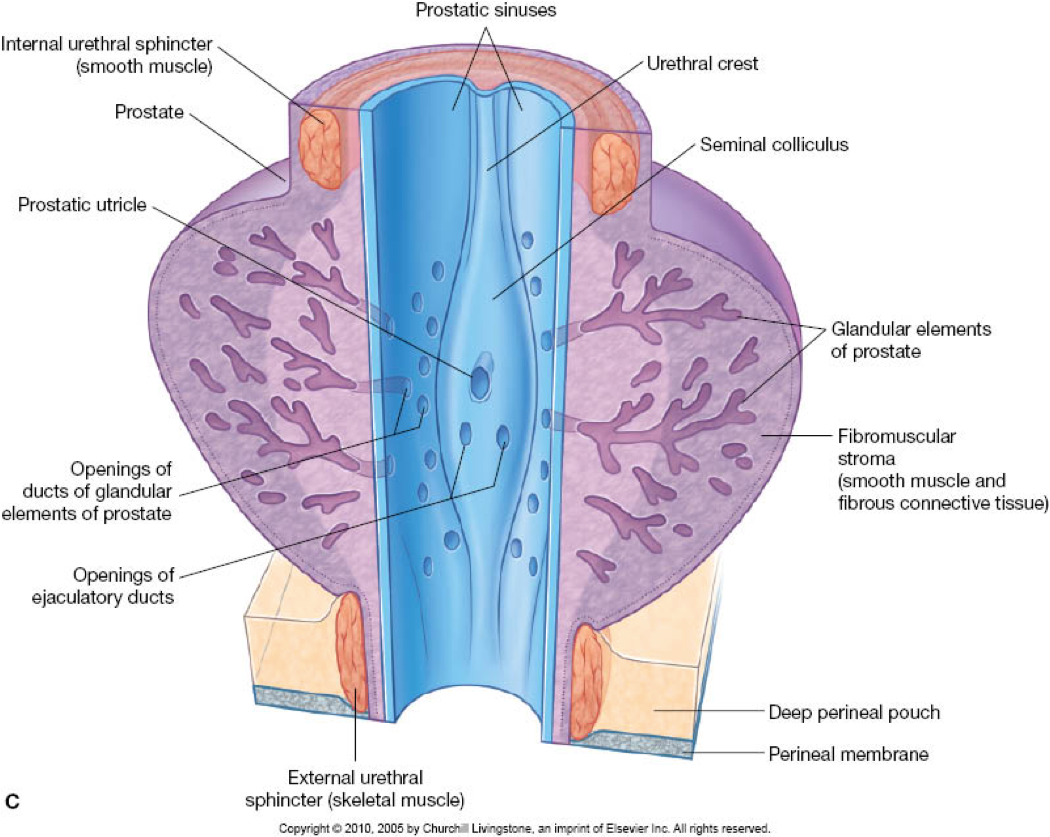 Prostatic sinuses
Internal urethral sphincter
(smooth muscle)
Urethral crest
Prostate
Seminal colliculus
Prostatic utricle
Glandular elements
of prostate
Fibromuscular
stroma
(smooth muscle and
fibrous connective tissue)
Openings of
ducts of glandular
elements of prostate
Openings of
ejaculatory ducts
Deep perineal pouch
Perineal membrane
External urethral
sphincter (skeletal muscle)
C
Copyright © 2010, 2005 by Churchill Livingstone, an imprint of Elsevier Inc. All rights reserved.